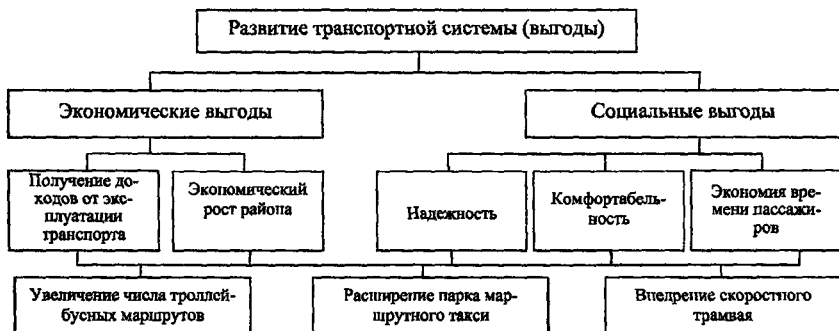 Развитие транспортной системы (выгоды)
Экономические выгоды
Социальные выгоды
Получение до-
ходов от экс-
плуатации
транспорта
Экономический
рост района
Надежность
Комфортабель-
ность
Экономия вре-
мени пассажи-
ров
Увеличение числа троллей-
бусных маршрутов
Расширение парка мар-
шрутного такси
Внедрение скоростного
трамвая